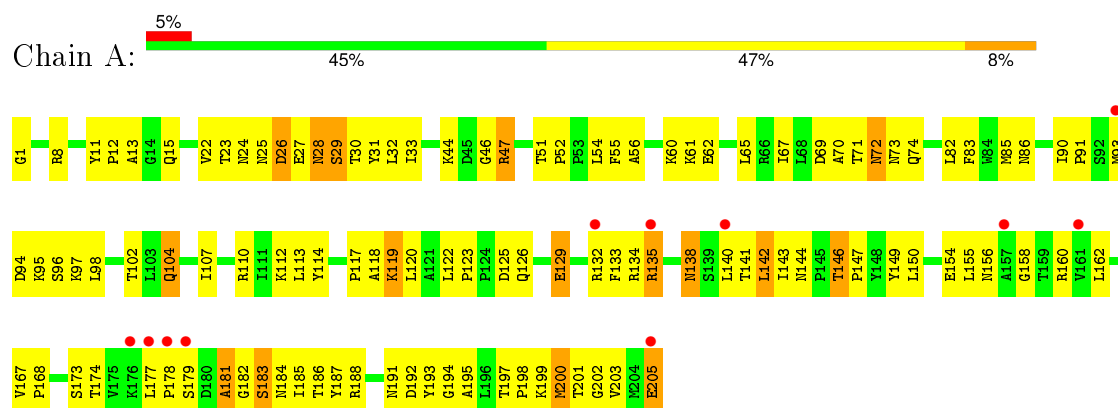 5%
Chain A:
45% 47% 8%
G1 R8 Y11 P12 A13 G14 Q15 V22 T23 N24 N25 D26 E27 N28 S29 T30 Y31 L32 I33 K44 D45 G46 R47 T51 P52 P53 L54 F55 A56 K60 K61 E62 L65 R66 I67 L68 D69 A70 T71 N72 N73 Q74 L82 F83 W84 M85 N86 I90 P91 S92 M93
D94 K95 S96 K97 L98 T102 L103 Q104 I107 R110 I111 K112 L113 Y114 P117 A118 K119 L120 A121 L122 P123 P124 D125 Q126 E129 R132 F133 R134 R135 N138 S139 L140 T141 L142 I143 N144 P145 T146 P147 Y148 Y149 L150 E154 L155 N156 A157 G158 T159 R160 V161 L162
V167 P168 S173 T174 V175 K176 L177 P178 S179 D180 A181 G182 S183 N184 I185 T186 Y187 R188 N191 D192 Y193 G194 A195 L196 T197 P198 K199 M200 T201 G202 V203 M204 E205